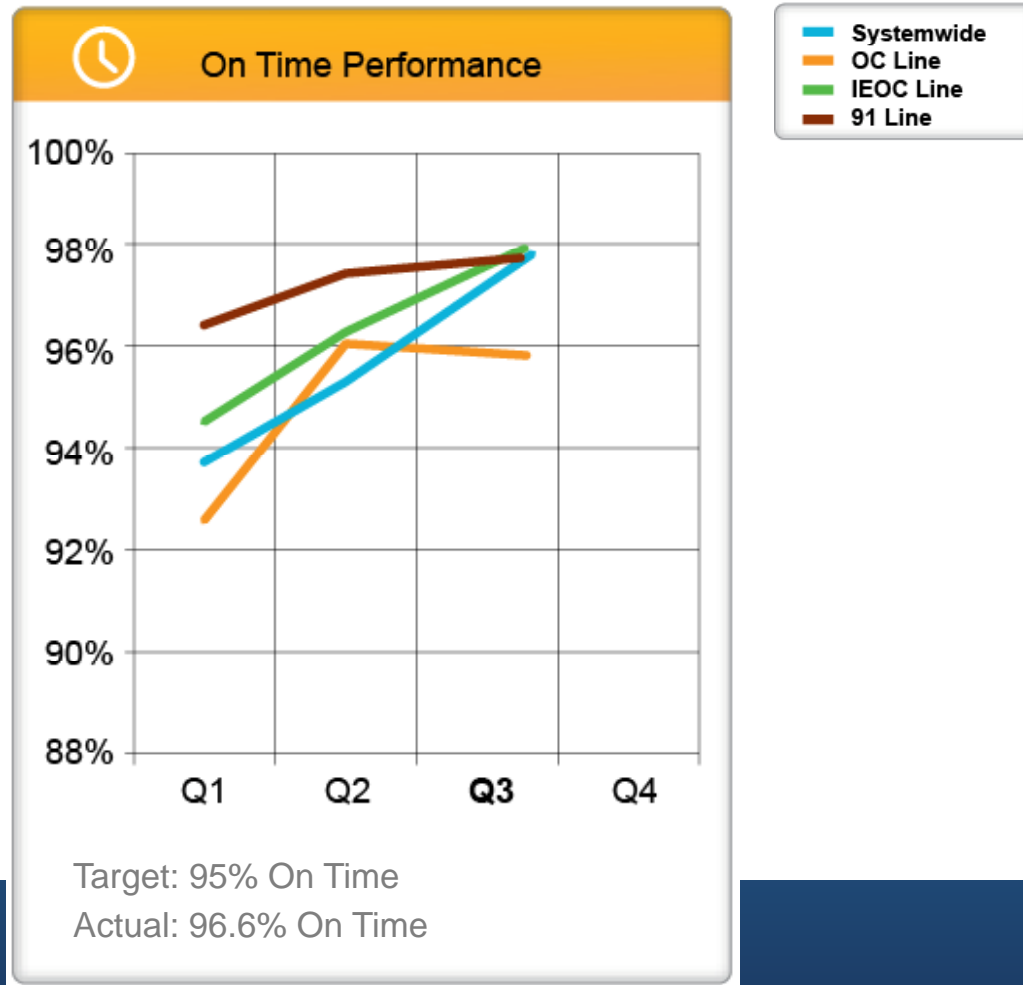 On Time Performance
Systemwide
OC Line
IEOC Line
91 Line
100%
98%
96%
94%
92%
90%
88%
Q1 Q2 Q3 Q4
Target: 95% On Time
Actual: 96.6% On Time